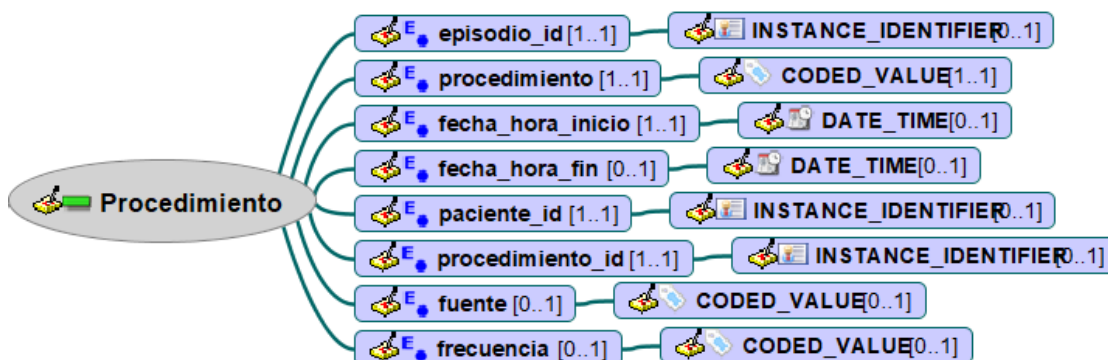 episodio_id [1..1] INSTANCE_IDENTIFIER[0..1]
procedimiento [1..1] CODED_VALUE[1..1]
fecha_hora_inicio [1..1] DATE_TIME[0..1]
fecha_hora_fin [0..1] DATE_TIME[0..1]
Procedimiento
paciente_id [1..1] INSTANCE_IDENTIFIER[0..1]
procedimiento_id [1..1] INSTANCE_IDENTIFIER[0..1]
fuente [0..1] CODED_VALUE[0..1]
frecuencia [0..1] CODED_VALUE[0..1]